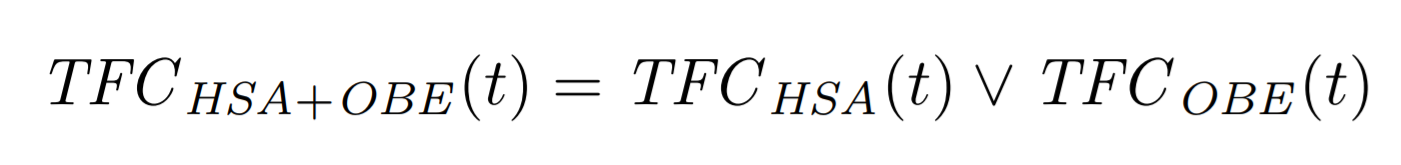 TFC_{HSA+OBE}(t) = TFC_{HSA}(t) ∨ TFC_{OBE}(t)